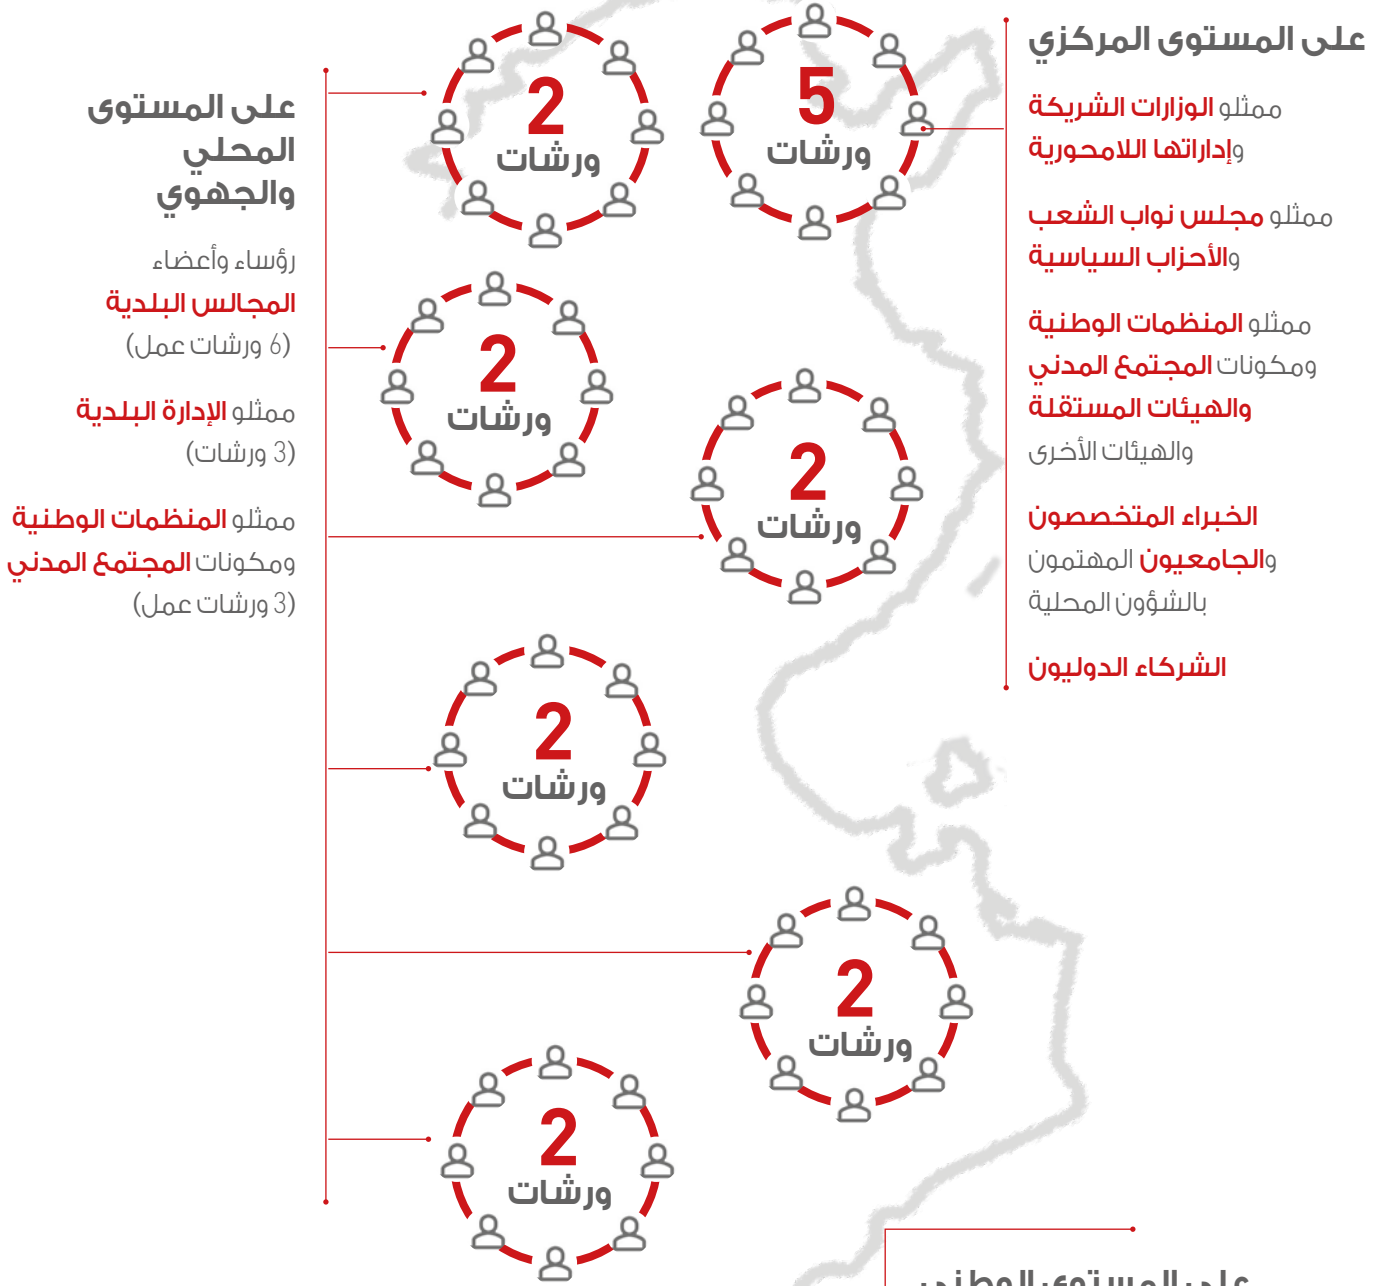 على المستوى المركزي
ممثلو الوزارات الشريكة
وإداراتها اللامحورية
ممثلو مجلس نواب الشعب
والأحزاب السياسية
ممثلو المنظمات الوطنية
ومكونات المجتمع المدني
والهيئات المستقلة
والهيئات الأخرى
الخبراء المتخصصون
والجامعيون المهتمون
بالشؤون المحلية
الشركاء الدوليون
5
ورشات
2
ورشات
2
ورشات
2
ورشات
2
ورشات
2
ورشات
2
ورشات
على المستوى
المحلي
والجهوي
رؤساء وأعضاء
المجالس البلدية
(6 ورشات عمل)
ممثلو الإدارة البلدية
(3 ورشات)
ممثلو المنظمات الوطنية
ومكونات المجتمع المدني
(3 ورشات عمل)
على المستوى الوطني